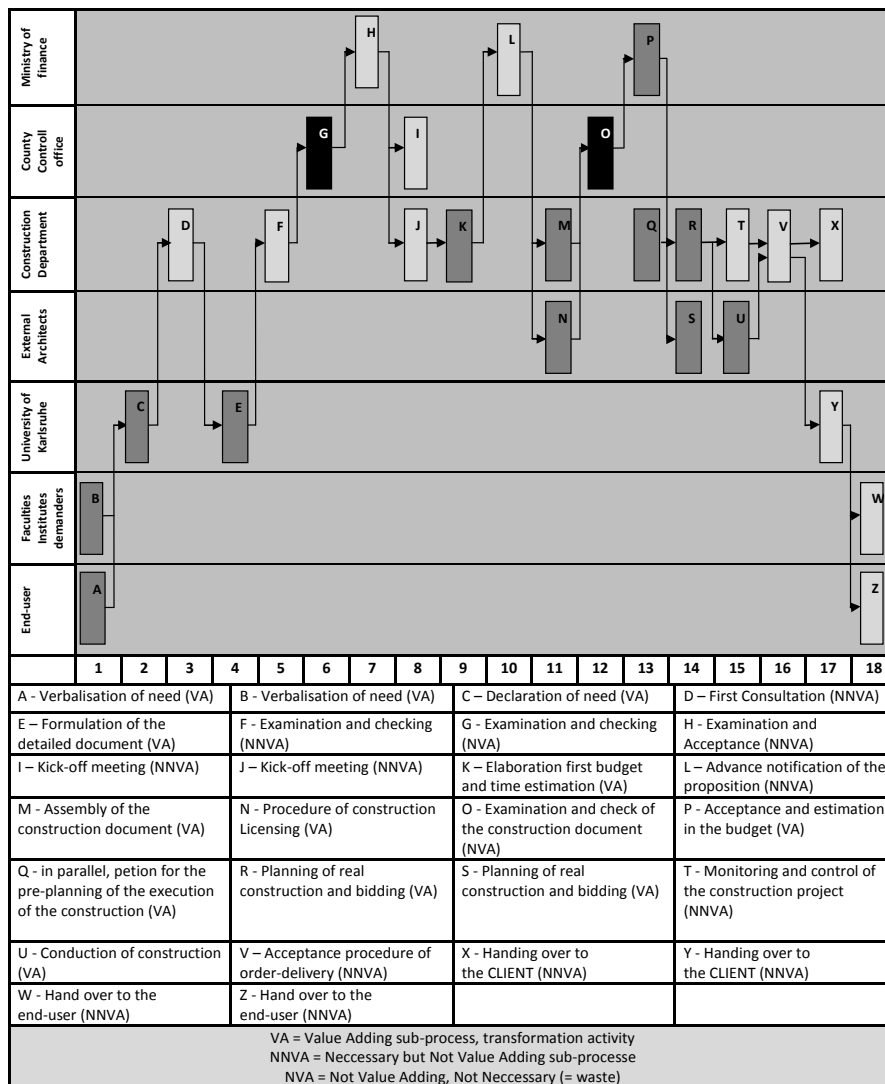 Ministry of
finance
H
L
P
County
Controll
office
G
I
O
Construction
Department
D
F
J
K
M
Q
R
T
V
X
External
Architects
N
S
U
University of
Karlsruhe
C
E
Y
Faculties
Institutes
demanders
B
W
End-user
A
Z
1 2 3 4 5 6 7 8 9 10 11 12 13 14 15 16 17 18
A - Verbalisation of need (VA)
B - Verbalisation of need (VA)
C – Declaration of need (VA)
D – First Consultation (NNVA)
E – Formulation of the
detailed document (VA)
F - Examination and checking
(NNVA)
G - Examination and checking
(NVA)
H - Examination and
Acceptance (NNVA)
I – Kick-off meeting (NNVA)
J – Kick-off meeting (NNVA)
K – Elaboration first budget
and time estimation (VA)
L – Advance notification of the
proposition (NNVA)
M - Assembly of the
construction document (VA)
N - Procedure of construction
Licensing (VA)
O - Examination and check of
the construction document
(NVA)
P - Acceptance and estimation
in the budget (VA)
Q - in parallel, petion for the
pre-planning of the execution
of the construction (VA)
R - Planning of real
construction and bidding (VA)
S - Planning of real
construction and bidding (VA)
T - Monitoring and control of
the construction project
(NNVA)
U - Conduction of construction
(VA)
V – Acceptance procedure of
order-delivery (NNVA)
X - Handing over to
the CLIENT (NNVA)
Y - Handing over to
the CLIENT (NNVA)
W - Hand over to the
end-user (NNVA)
Z - Hand over to the
end-user (NNVA)
VA = Value Adding sub-process, transformation activity
NNVA = Neccessary but Not Value Adding sub-processe
NVA = Not Value Adding, Not Neccessary (= waste)